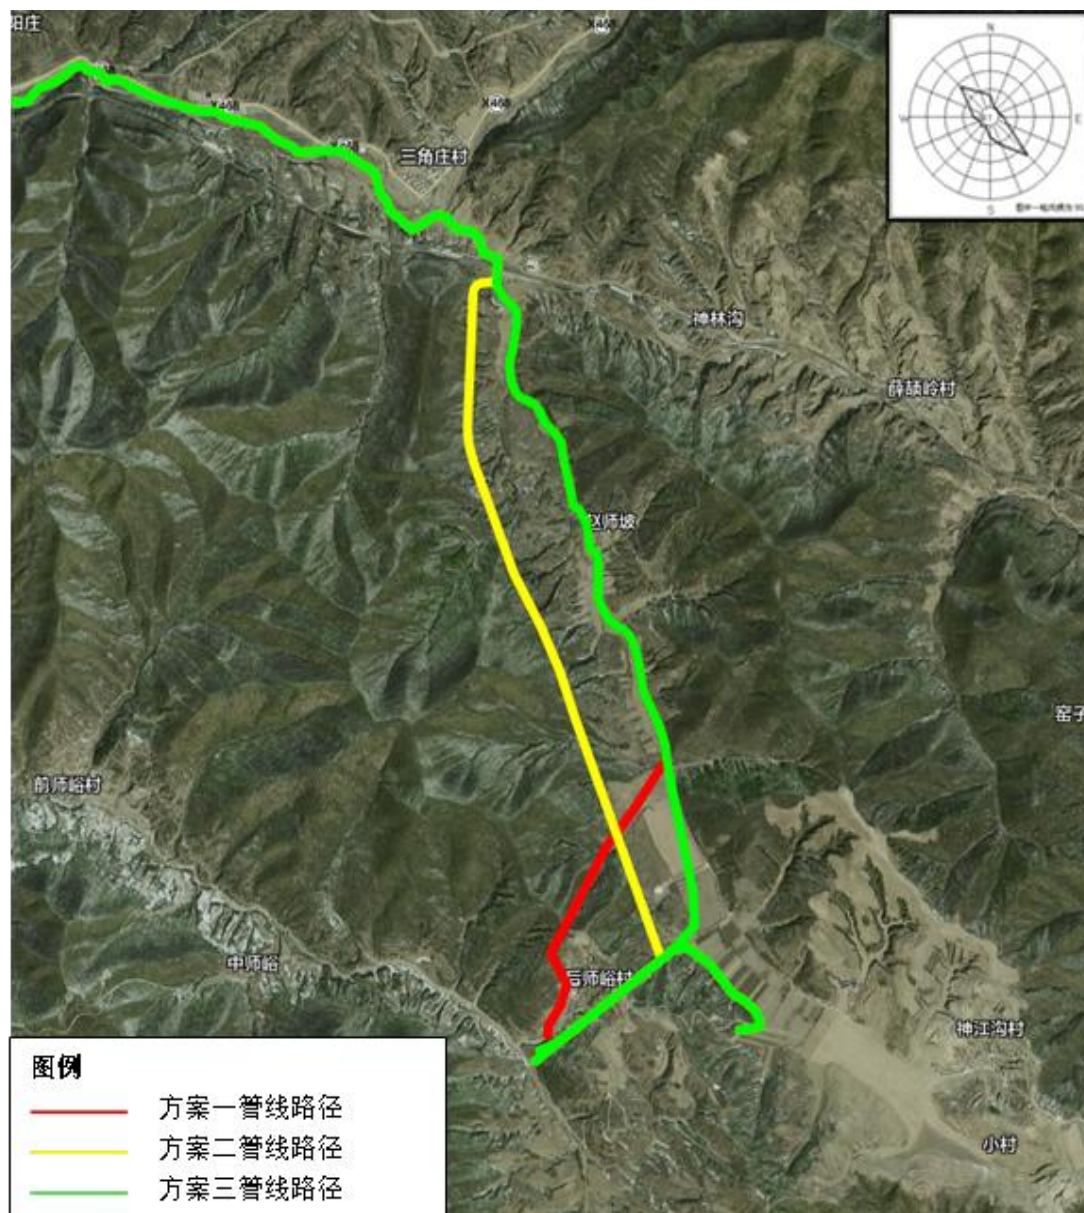 阳庄
X468
X468
X468
三角庄村
N
W
E
S
神林沟
薛颉岭村
赵师坡
窑子
前师峪村
中师峪
后师峪村
神江沟村
小村
图例
方案一管线路径
方案二管线路径
方案三管线路径